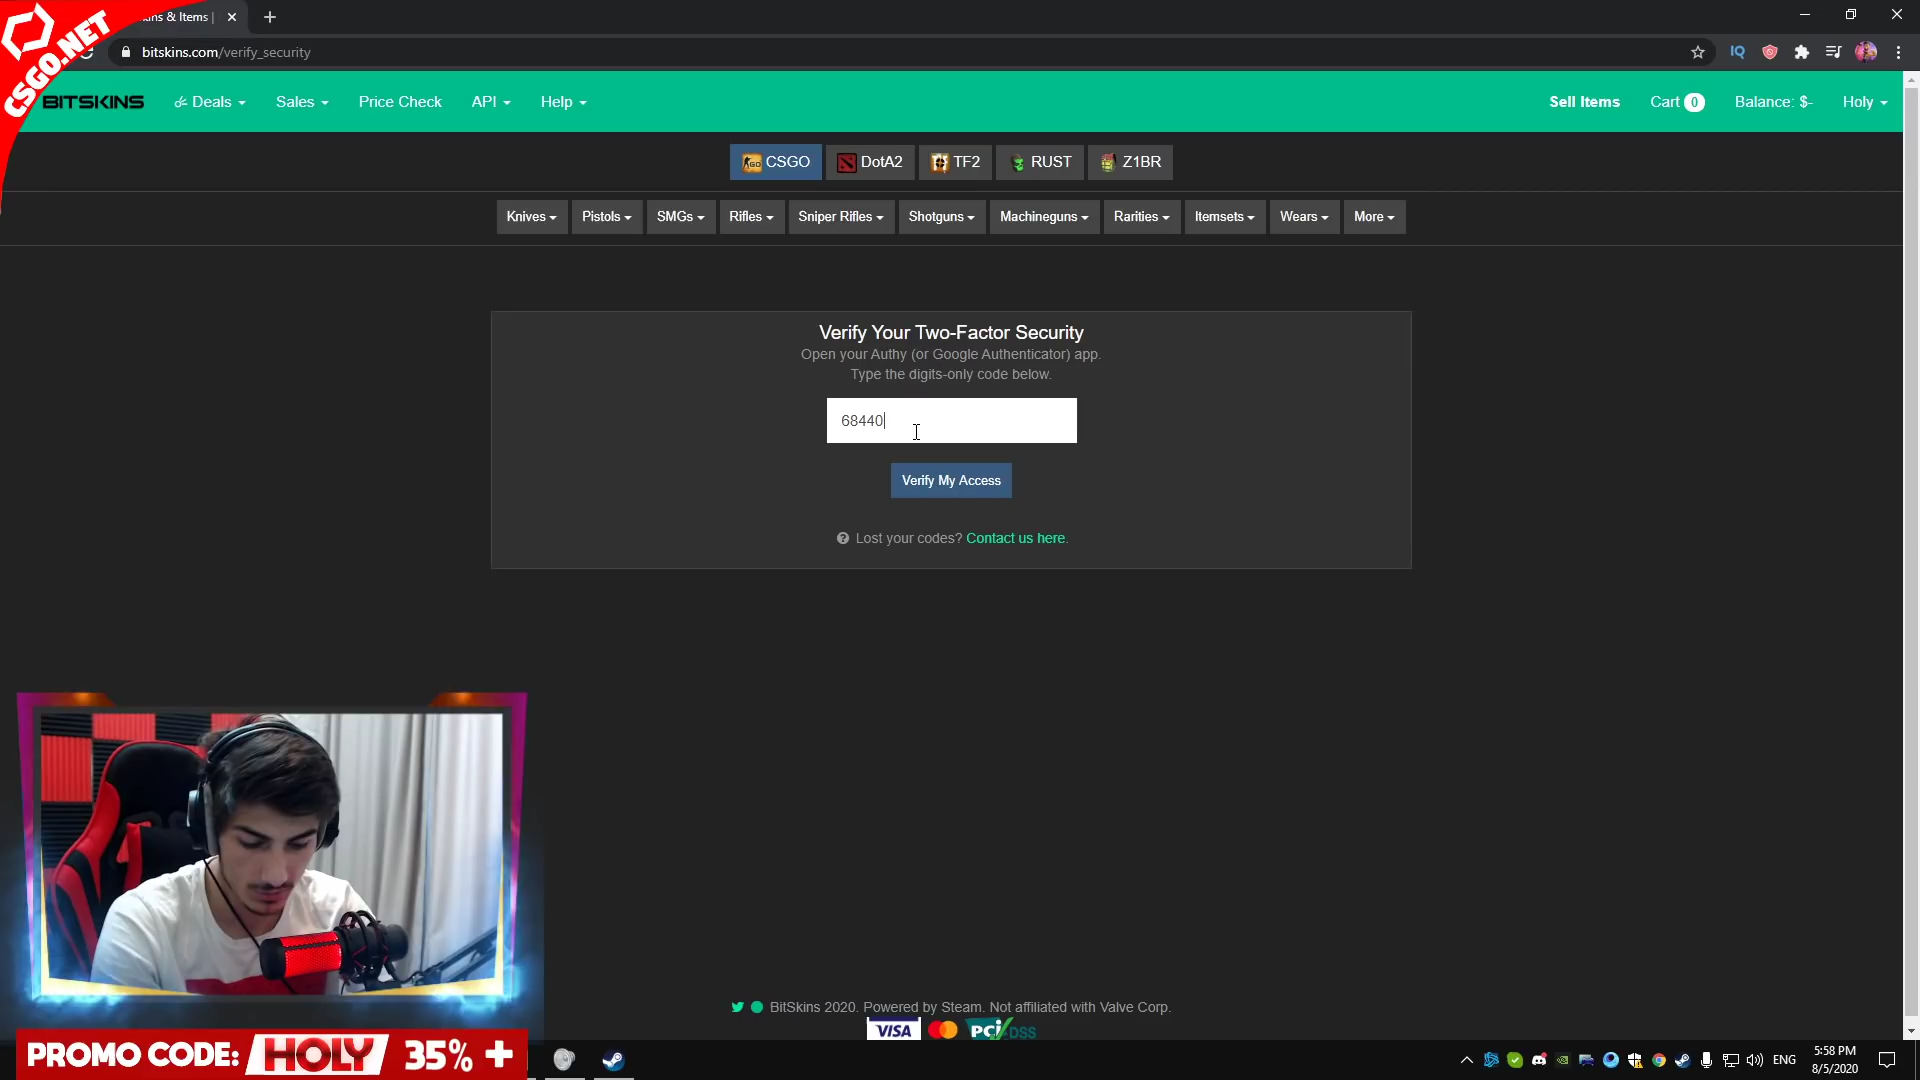 ins & Items |
bitskins.com/verify_security
CSGO.NET
BITSKINS
Deals
Sales
Price Check
API
Help
Sell Items
Cart 0
Balance: $-
Holy
CSGO
DotA2
TF2
RUST
Z1BR
Knives
Pistols
SMGs
Rifles
Sniper Rifles
Shotguns
Machineguns
Rarities
Itemsets
Wears
More
Verify Your Two-Factor Security
Open your Authy (or Google Authenticator) app.
Type the digits-only code below.
68440
Verify My Access
Lost your codes? Contact us here.
BitSkins 2020. Powered by Steam. Not affiliated with Valve Corp.
VISA
PCI DSS
PROMO CODE: HOLY 35% +
IQ
ENG
5:58 PM
8/5/2020